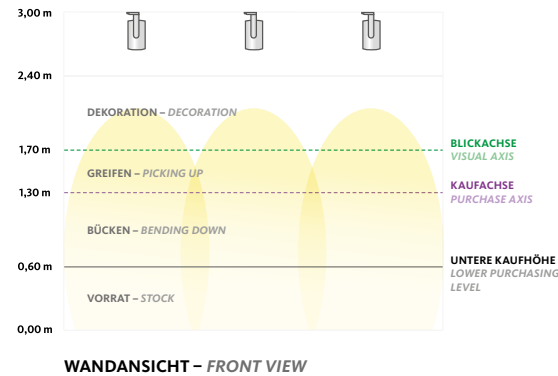 3,00 m
2,40 m
DEKORATION – DECORATION
1,70 m
BLICKACHSE
VISUAL AXIS
GREIFEN – PICKING UP
1,30 m
KAUFACHSE
PURCHASE AXIS
BÜCKEN – BENDING DOWN
0,60 m
UNTERE KAUFHÖHE
LOWER PURCHASING
LEVEL
VORRAT – STOCK
0,00 m
WANDANSICHT – FRONT VIEW